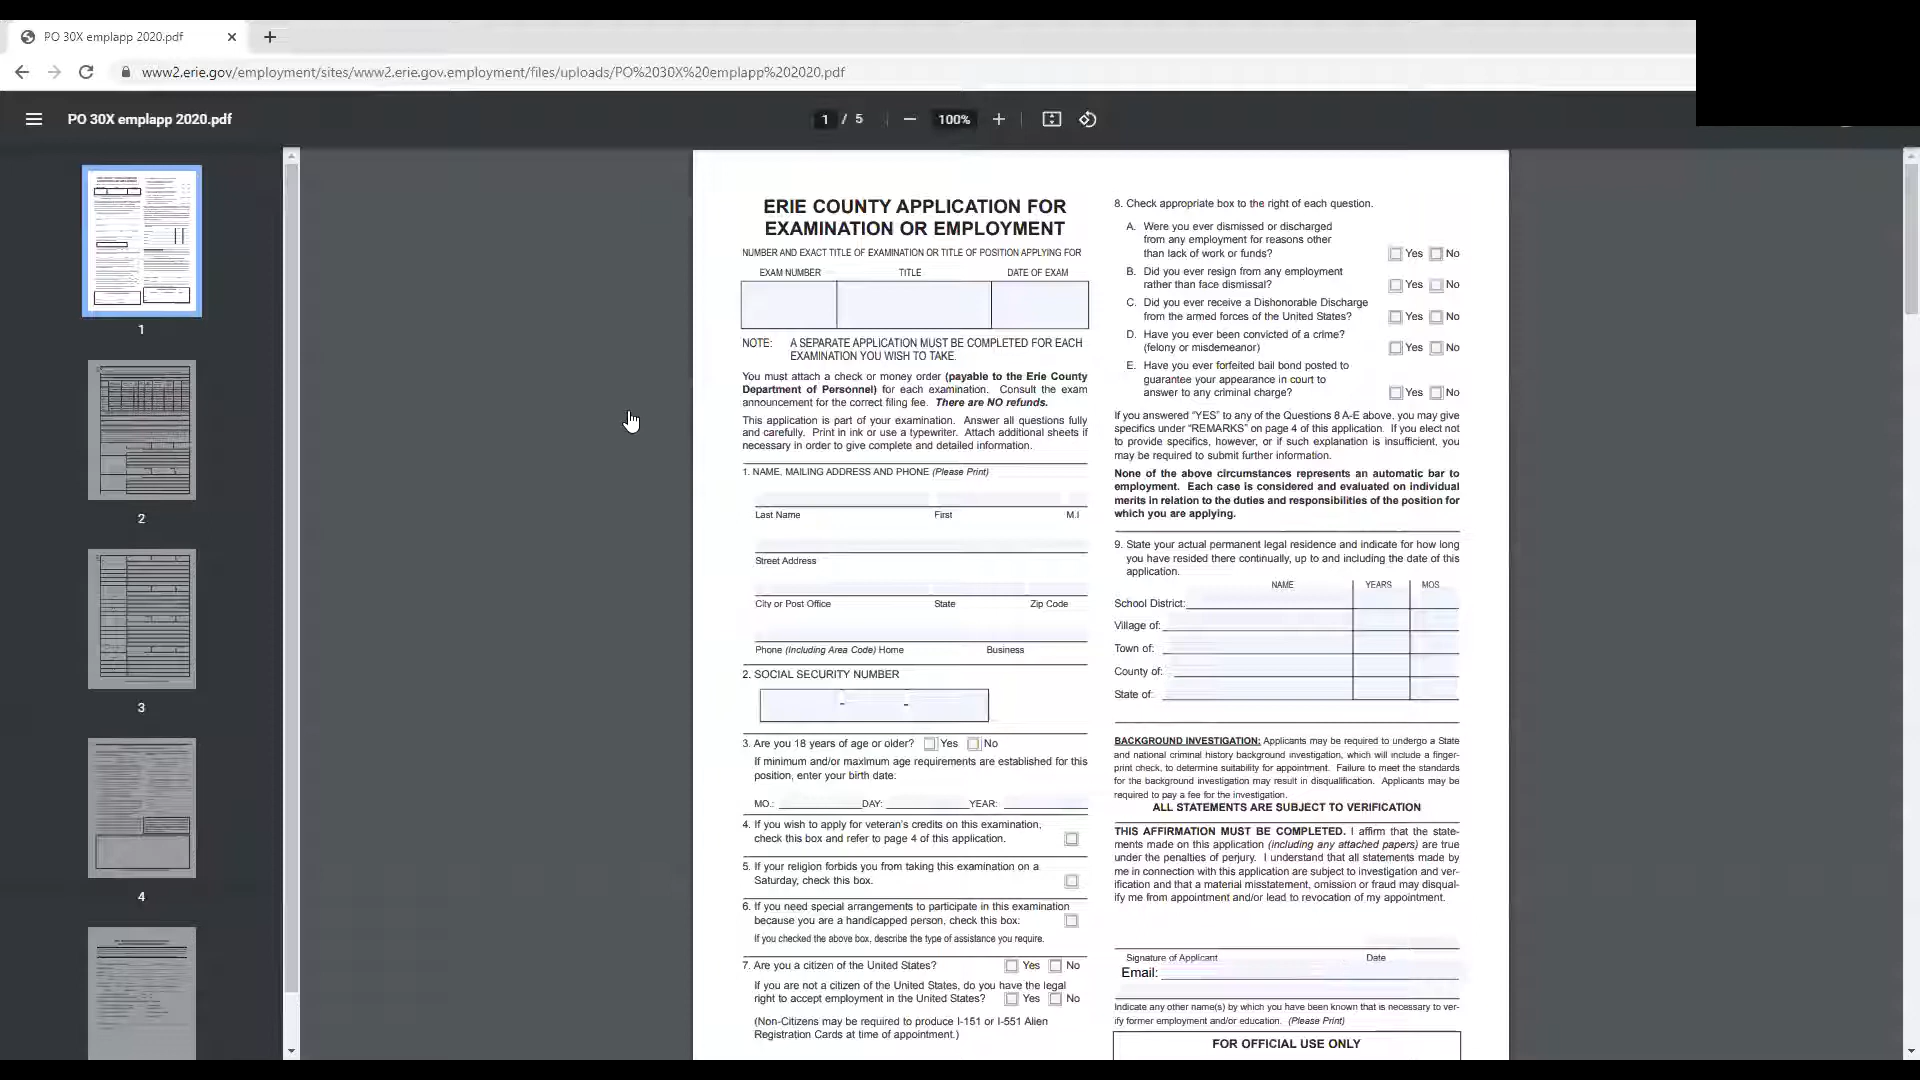 PO 30X emplapp 2020.pdf
www2.erie.gov/employment/sites/www2.erie.gov.employment/files/uploads/PO%2030X%20emplapp%202020.pdf
PO 30X emplapp 2020.pdf
1 / 5
100%
1
2
3
4
ERIE COUNTY APPLICATION FOR
EXAMINATION OR EMPLOYMENT
NUMBER AND EXACT TITLE OF EXAMINATION OR TITLE OF POSITION APPLYING FOR
EXAM NUMBER TITLE DATE OF EXAM
NOTE: A SEPARATE APPLICATION MUST BE COMPLETED FOR EACH
EXAMINATION YOU WISH TO TAKE.
You must attach a check or money order (payable to the Erie County
Department of Personnel) for each examination. Consult the exam
announcement for the correct filing fee. There are NO refunds.
This application is part of your examination. Answer all questions fully
and carefully. Print in ink or use a typewriter. Attach additional sheets if
necessary in order to give complete and detailed information.
1. NAME, MAILING ADDRESS AND PHONE (Please Print)
Last Name First M.I
Street Address
City or Post Office State Zip Code
Phone (Including Area Code) Home Business
2. SOCIAL SECURITY NUMBER
- -
3. Are you 18 years of age or older? Yes No
If minimum and/or maximum age requirements are established for this
position, enter your birth date:
MO.: DAY: YEAR:
4. If you wish to apply for veteran's credits on this examination,
check this box and refer to page 4 of this application.
5. If your religion forbids you from taking this examination on a
Saturday, check this box.
6. If you need special arrangements to participate in this examination
because you are a handicapped person, check this box:
If you checked the above box, describe the type of assistance you require.
7. Are you a citizen of the United States? Yes No
If you are not a citizen of the United States, do you have the legal
right to accept employment in the United States? Yes No
(Non-Citizens may be required to produce I-151 or I-551 Alien
Registration Cards at time of appointment.)
8. Check appropriate box to the right of each question.
A. Were you ever dismissed or discharged
from any employment for reasons other
than lack of work or funds? Yes No
B. Did you ever resign from any employment
rather than face dismissal? Yes No
C. Did you ever receive a Dishonorable Discharge
from the armed forces of the United States? Yes No
D. Have you ever been convicted of a crime?
(felony or misdemeanor) Yes No
E. Have you ever forfeited bail bond posted to
guarantee your appearance in court to
answer to any criminal charge? Yes No
If you answered "YES" to any of the Questions 8 A-E above, you may give
specifics under "REMARKS" on page 4 of this application. If you elect not
to provide specifics, however, or if such explanation is insufficient, you
may be required to submit further information.
None of the above circumstances represents an automatic bar to
employment. Each case is considered and evaluated on individual
merits in relation to the duties and responsibilities of the position for
which you are applying.
9. State your actual permanent legal residence and indicate for how long
you have resided there continually, up to and including the date of this
application.
NAME YEARS MOS
School District:
Village of:
Town of:
County of:
State of:
BACKGROUND INVESTIGATION: Applicants may be required to undergo a State
and national criminal history background investigation, which will include a finger-
print check, to determine suitability for appointment. Failure to meet the standards
for the background investigation may result in disqualification. Applicants may be
required to pay a fee for the investigation.
ALL STATEMENTS ARE SUBJECT TO VERIFICATION
THIS AFFIRMATION MUST BE COMPLETED. I affirm that the state-
ments made on this application (including any attached papers) are true
under the penalties of perjury. I understand that all statements made by
me in connection with this application are subject to investigation and ver-
ification and that a material misstatement, omission or fraud may disqual-
ify me from appointment and/or lead to revocation of my appointment.
Signature of Applicant Date
Email:
Indicate any other name(s) by which you have been known that is necessary to ver-
ify former employment and/or education. (Please Print)
FOR OFFICIAL USE ONLY